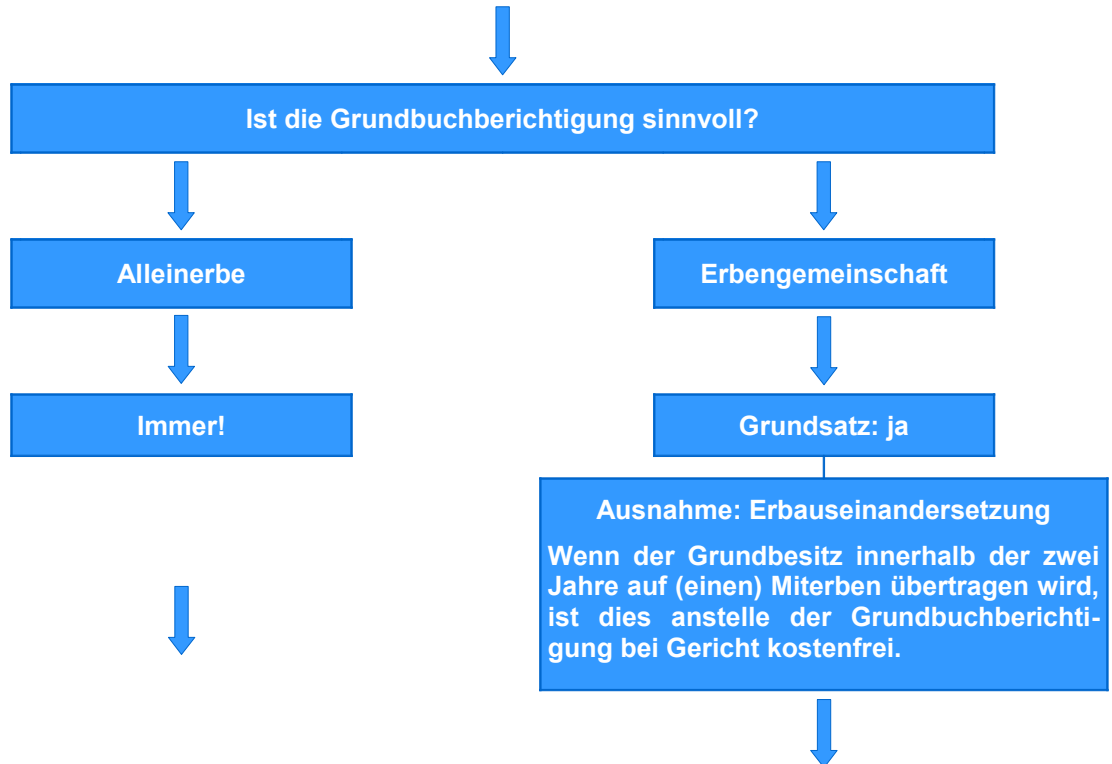 Ist die Grundbuchberichtigung sinnvoll?
Alleinerbe
Erbengemeinschaft
Immer!
Grundsatz: ja
Ausnahme: Erbauseinandersetzung
Wenn der Grundbesitz innerhalb der zwei
Jahre auf (einen) Miterben übertragen wird,
ist dies anstelle der Grundbuchberichti-
gung bei Gericht kostenfrei.